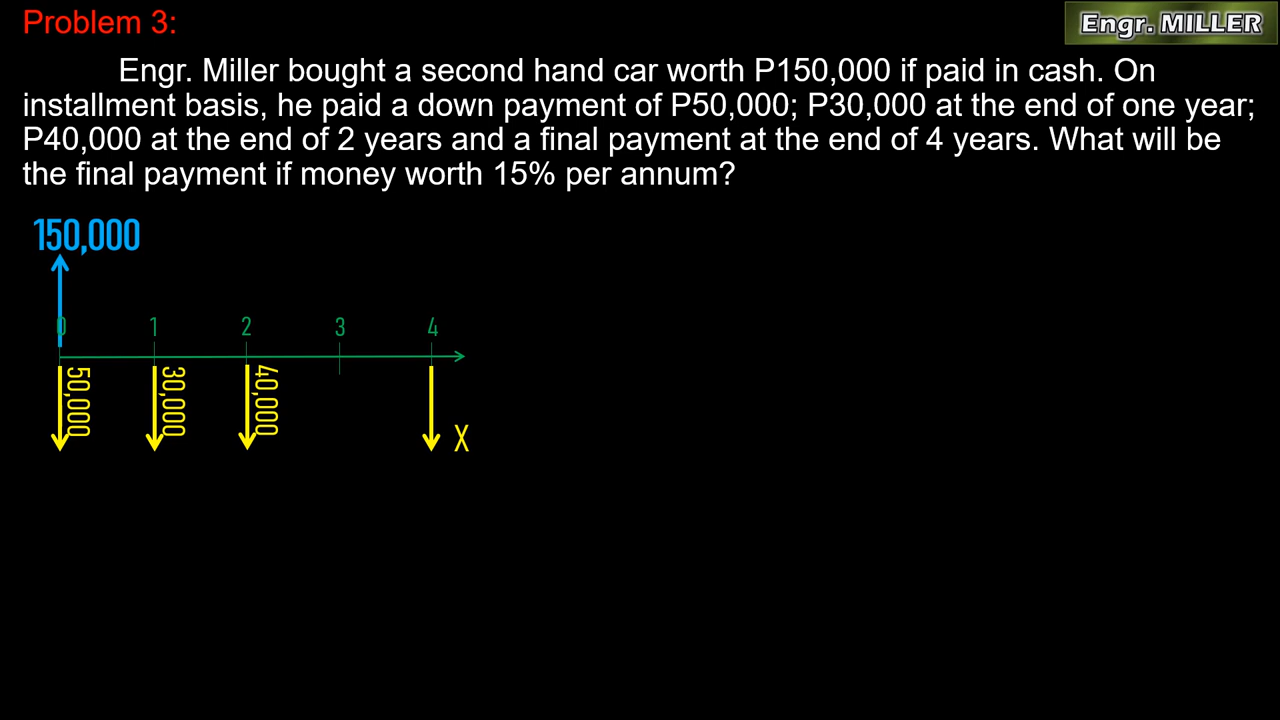 Problem 3:
Engr. MILLER
Engr. Miller bought a second hand car worth P150,000 if paid in cash. On
installment basis, he paid a down payment of P50,000; P30,000 at the end of one year;
P40,000 at the end of 2 years and a final payment at the end of 4 years. What will be
the final payment if money worth 15% per annum?
150,000
0 1 2 3 4
50,000 30,000 40,000 X